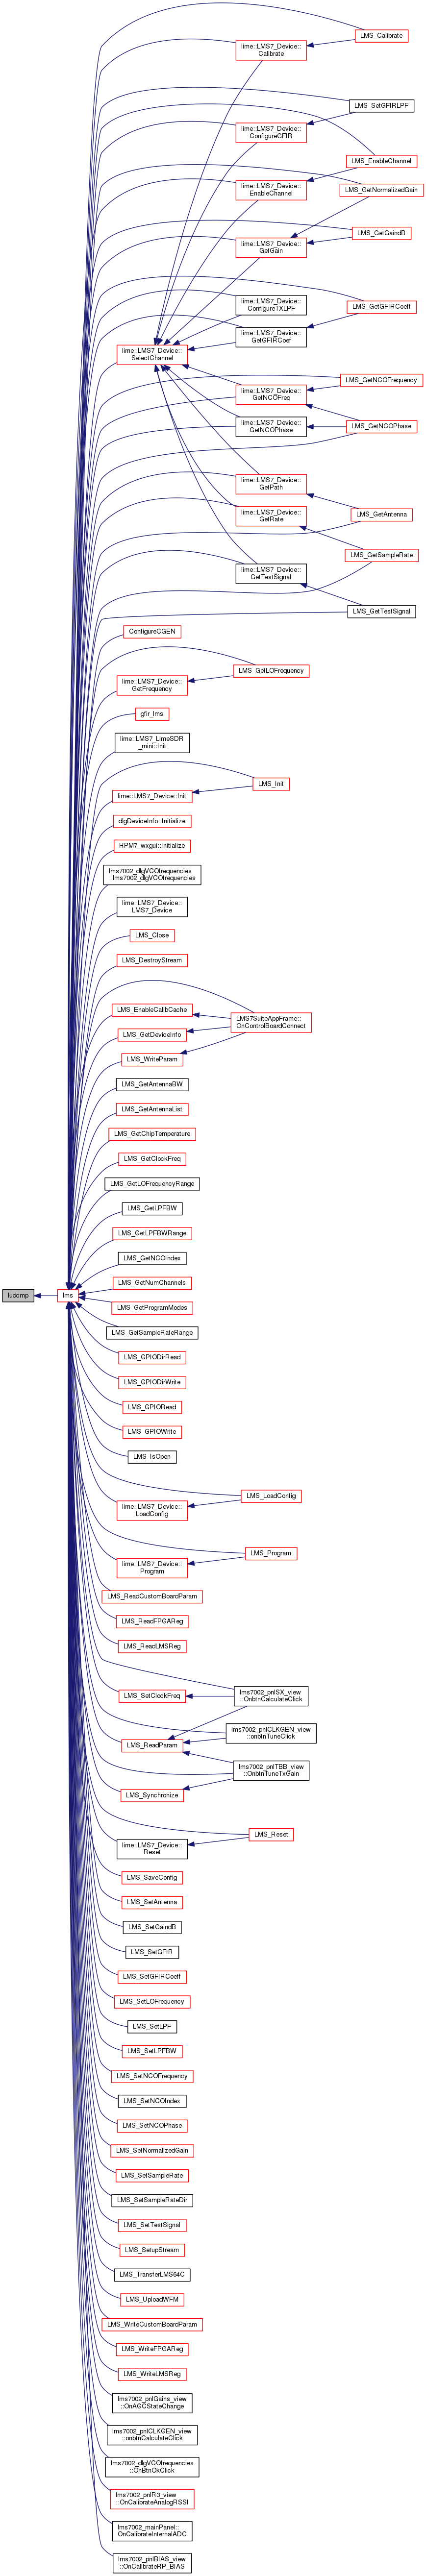 LMS_Calibrate
lime::LMS7_Device::
Calibrate
LMS_SetGFIRLPF
lime::LMS7_Device::
ConfigureGFIR
LMS_EnableChannel
lime::LMS7_Device::
EnableChannel
LMS_GetNormalizedGain
LMS_GetGaindB
lime::LMS7_Device::
GetGain
lime::LMS7_Device::
ConfigureTXLPF
LMS_GetGFIRCoeff
lime::LMS7_Device::
GetGFIRCoef
lime::LMS7_Device::
SelectChannel
LMS_GetNCOFrequency
lime::LMS7_Device::
GetNCOFreq
lime::LMS7_Device::
GetNCOPhase
LMS_GetNCOPhase
lime::LMS7_Device::
GetPath
LMS_GetAntenna
lime::LMS7_Device::
GetRate
LMS_GetSampleRate
lime::LMS7_Device::
GetTestSignal
LMS_GetTestSignal
ConfigureCGEN
LMS_GetLOFrequency
lime::LMS7_Device::
GetFrequency
gfir_lms
lime::LMS7_LimeSDR
_mini::Init
LMS_Init
lime::LMS7_Device::Init
dlgDeviceInfo::Initialize
HPM7_wxgui::Initialize
lms7002_dlgVCOfrequencies
::lms7002_dlgVCOfrequencies
lime::LMS7_Device::
LMS7_Device
LMS_Close
LMS_DestroyStream
LMS_EnableCalibCache
LMS7SuiteAppFrame::
OnControlBoardConnect
LMS_GetDeviceInfo
LMS_WriteParam
LMS_GetAntennaBW
LMS_GetAntennaList
LMS_GetChipTemperature
LMS_GetClockFreq
LMS_GetLOFrequencyRange
LMS_GetLPFBW
LMS_GetLPFBWRange
LMS_GetNCOIndex
LMS_GetNumChannels
ludcmp
lms
LMS_GetProgramModes
LMS_GetSampleRateRange
LMS_GPIODirRead
LMS_GPIODirWrite
LMS_GPIORead
LMS_GPIOWrite
LMS_IsOpen
LMS_LoadConfig
lime::LMS7_Device::
LoadConfig
LMS_Program
lime::LMS7_Device::
Program
LMS_ReadCustomBoardParam
LMS_ReadFPGAReg
LMS_ReadLMSReg
LMS_SetClockFreq
lms7002_pnlSX_view
::OnbtnCalculateClick
lms7002_pnlCLKGEN_view
::onbtnTuneClick
LMS_ReadParam
lms7002_pnlTBB_view
::OnbtnTuneTxGain
LMS_Synchronize
LMS_Reset
lime::LMS7_Device::
Reset
LMS_SaveConfig
LMS_SetAntenna
LMS_SetGaindB
LMS_SetGFIR
LMS_SetGFIRCoeff
LMS_SetLOFrequency
LMS_SetLPF
LMS_SetLPFBW
LMS_SetNCOFrequency
LMS_SetNCOIndex
LMS_SetNCOPhase
LMS_SetNormalizedGain
LMS_SetSampleRate
LMS_SetSampleRateDir
LMS_SetTestSignal
LMS_SetupStream
LMS_TransferLMS64C
LMS_UploadWFM
LMS_WriteCustomBoardParam
LMS_WriteFPGAReg
LMS_WriteLMSReg
lms7002_pnlGains_view
::OnAGCStateChange
lms7002_pnlCLKGEN_view
::onbtnCalculateClick
lms7002_dlgVCOfrequencies
::OnBtnOkClick
lms7002_pnlR3_view
::OnCalibrateAnalogRSSI
lms7002_mainPanel::
OnCalibrateInternalADC
lms7002_pnlBIAS_view
::OnCalibrateRP_BIAS